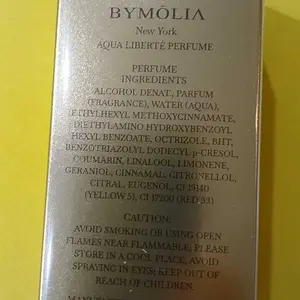 BYMŌLIA
New York
AQUA LIBERTÉ PERFUME
PERFUME
INGREDIENTS
ALCOHOL DENAT., PARFUM
(FRAGRANCE), WATER (AQUA),
ETHYLHEXYL METHOXYCINNAMATE,
DIETHYLAMINO HYDROXYBENZOYL
HEXYL BENZOATE, OCTRIZOLE, BHT,
BENZOTRIAZOLYL DODECYL p-CRESOL,
COUMARIN, LINALOOL, LIMONENE,
GERANIOL, CINNAMAL, CITRONELLOL,
CITRAL, EUGENOL, CI 19140
(YELLOW 5), CI 17200 (RED 33)
CAUTION:
AVOID SMOKING OR USING OPEN
FLAMES NEAR FLAMMABLE; PLEASE
STORE IN A COOL PLACE, AVOID
SPRAYING IN EYES; KEEP OUT OF
REACH OF CHILDREN.